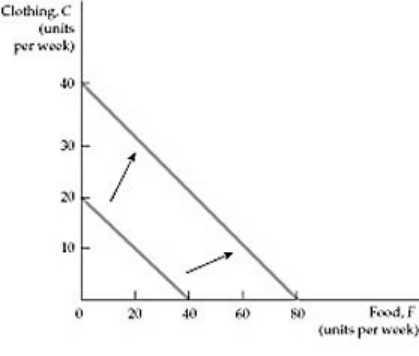 Clothing, C
(units
per week)
40
30
20
10
0
20
40
60
80
Food, F
(units per week)